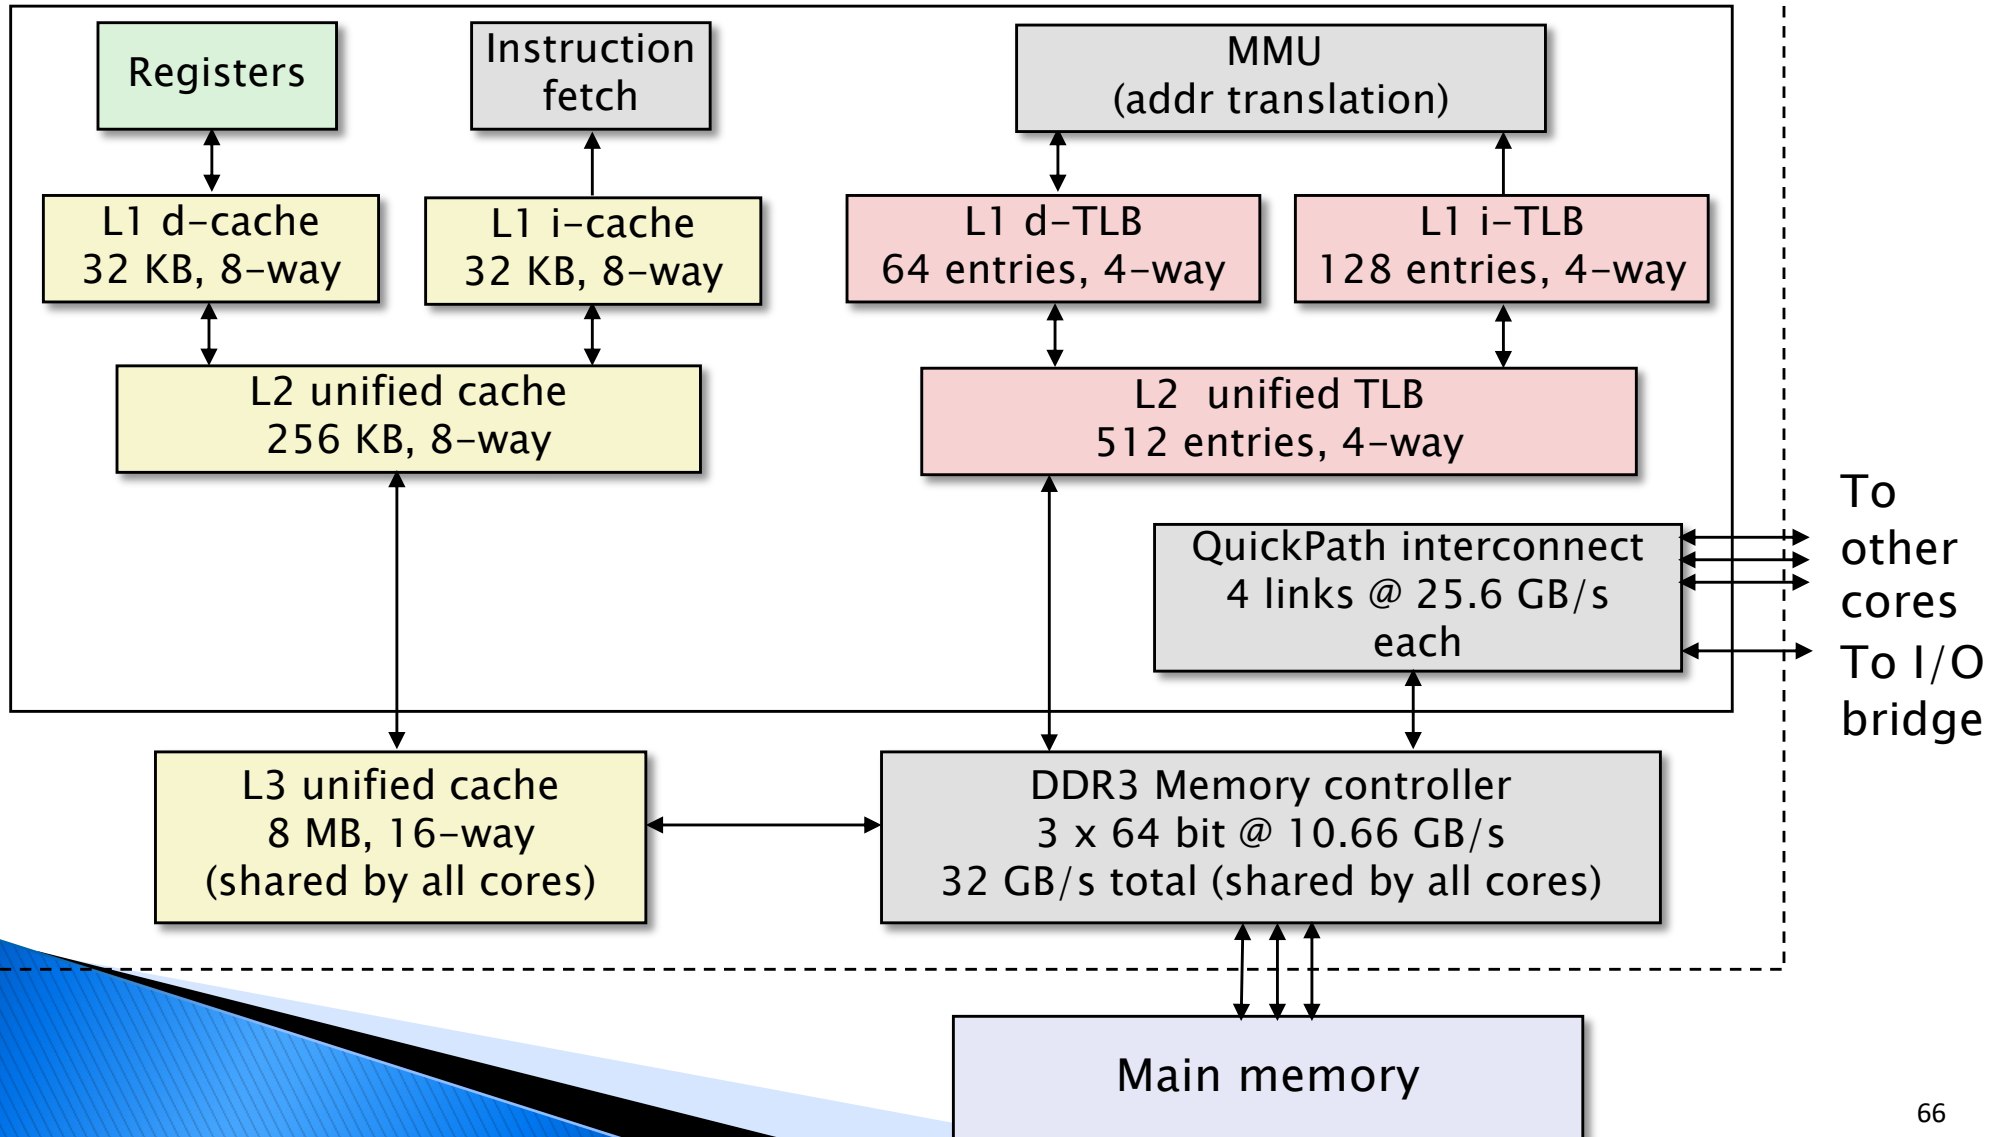 Registers
Instruction
fetch
MMU
(addr translation)
L1 d-cache
32 KB, 8-way
L1 i-cache
32 KB, 8-way
L1 d-TLB
64 entries, 4-way
L1 i-TLB
128 entries, 4-way
L2 unified cache
256 KB, 8-way
L2  unified TLB
512 entries, 4-way
QuickPath interconnect
4 links @ 25.6 GB/s
each
To
other
cores
To I/O
bridge
L3 unified cache
8 MB, 16-way
(shared by all cores)
DDR3 Memory controller
3 x 64 bit @ 10.66 GB/s
32 GB/s total (shared by all cores)
Main memory
66